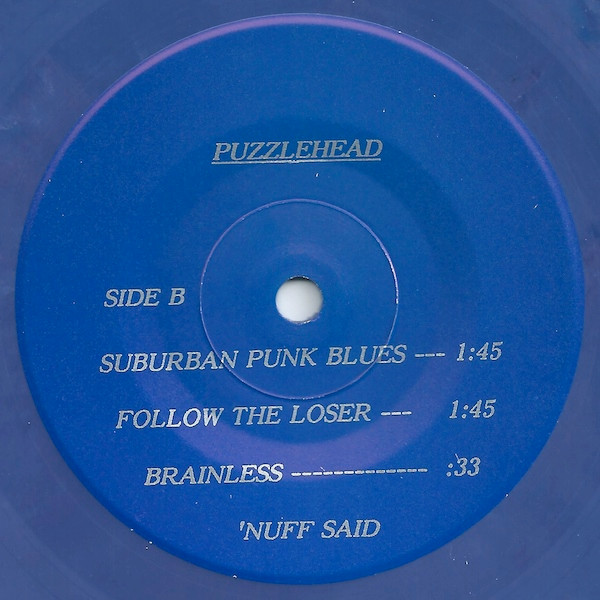 PUZZLEHEAD
SIDE B
SUBURBAN PUNK BLUES --- 1:45
FOLLOW THE LOSER --- 1:45
BRAINLESS -------------- :33
'NUFF SAID